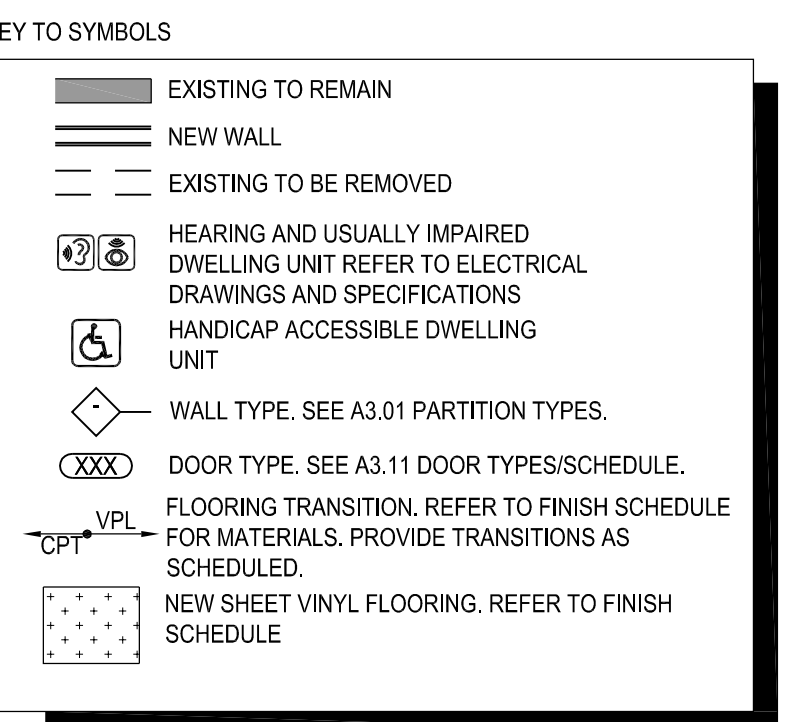 EY TO SYMBOLS
EXISTING TO REMAIN
NEW WALL
EXISTING TO BE REMOVED
HEARING AND USUALLY IMPAIRED
DWELLING UNIT REFER TO ELECTRICAL
DRAWINGS AND SPECIFICATIONS
HANDICAP ACCESSIBLE DWELLING
UNIT
- WALL TYPE. SEE A3.01 PARTITION TYPES.
XXX DOOR TYPE. SEE A3.11 DOOR TYPES/SCHEDULE.
FLOORING TRANSITION. REFER TO FINISH SCHEDULE
VPL
CPT FOR MATERIALS. PROVIDE TRANSITIONS AS
SCHEDULED.
NEW SHEET VINYL FLOORING. REFER TO FINISH
SCHEDULE